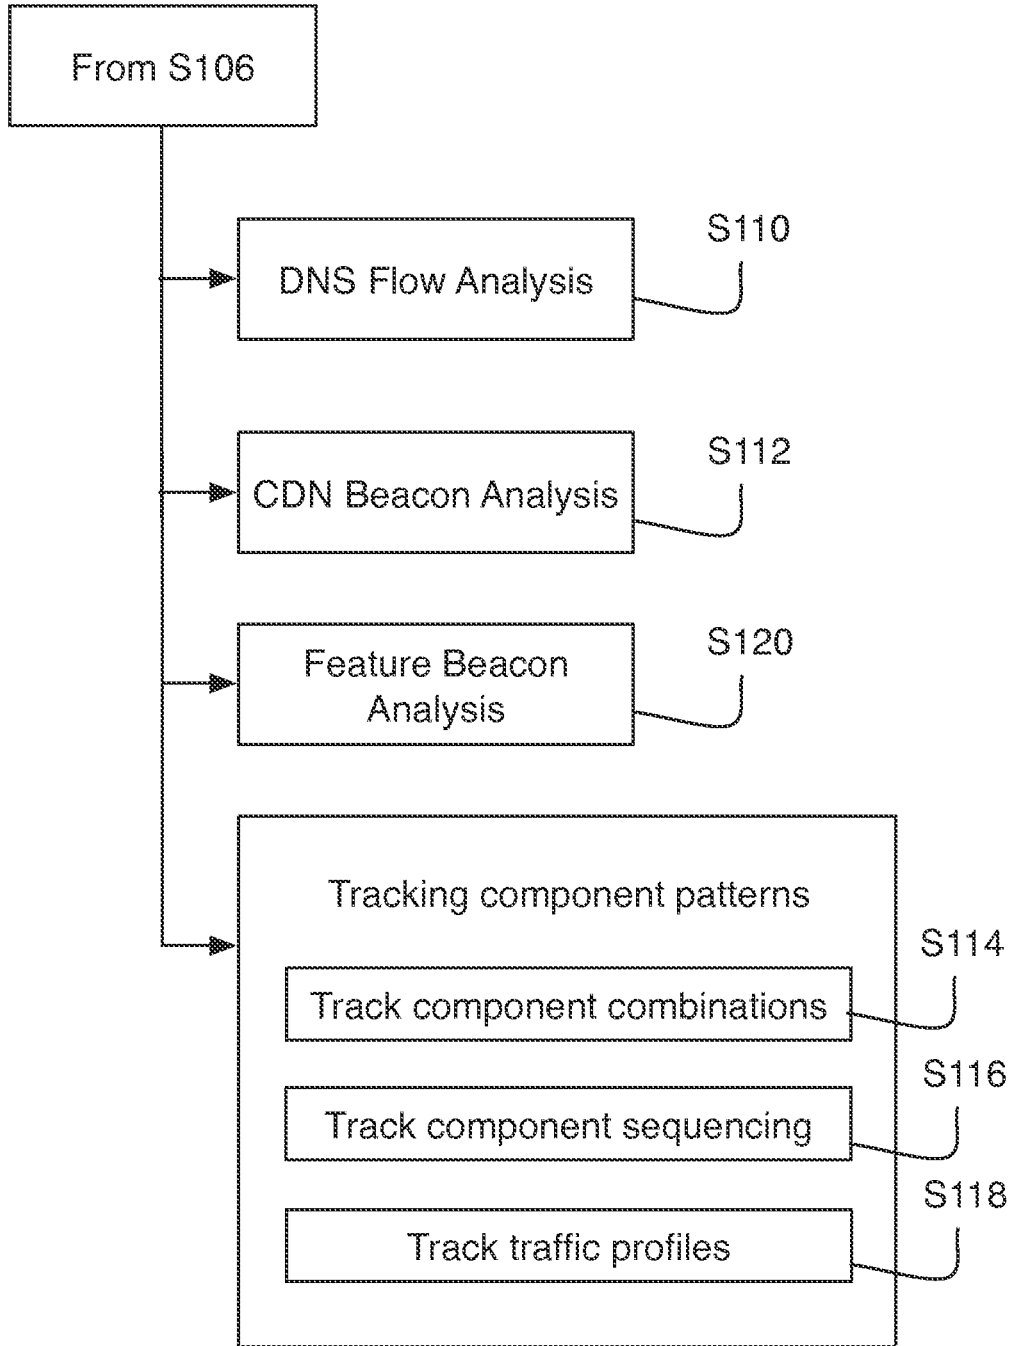 From S106
S110
DNS Flow Analysis
S112
CDN Beacon Analysis
S120
Feature Beacon
Analysis
Tracking component patterns
S114
Track component combinations
S116
Track component sequencing
S118
Track traffic profiles